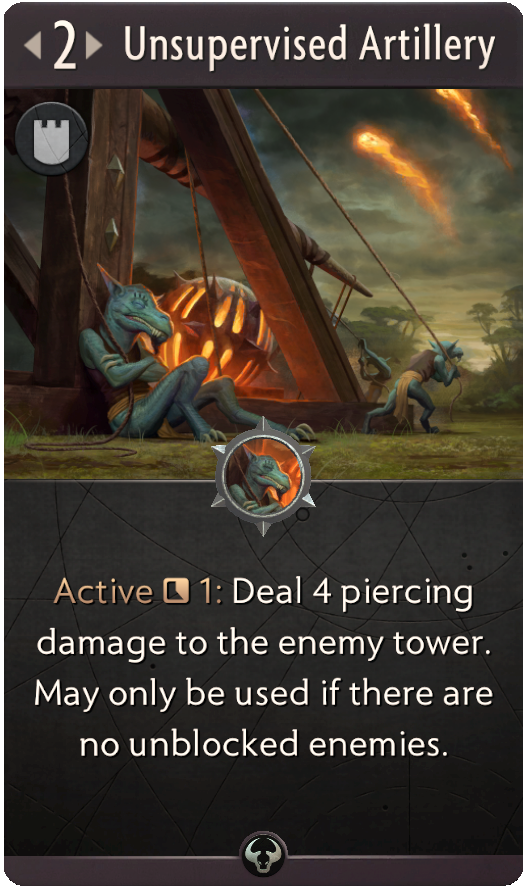 2 Unsupervised Artillery
Active 1: Deal 4 piercing
damage to the enemy tower.
May only be used if there are
no unblocked enemies.